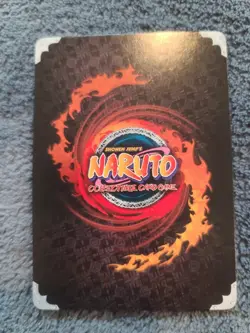 SHONEN JUMP'S
NARUTO
COLLECTIBLE CARD GAME